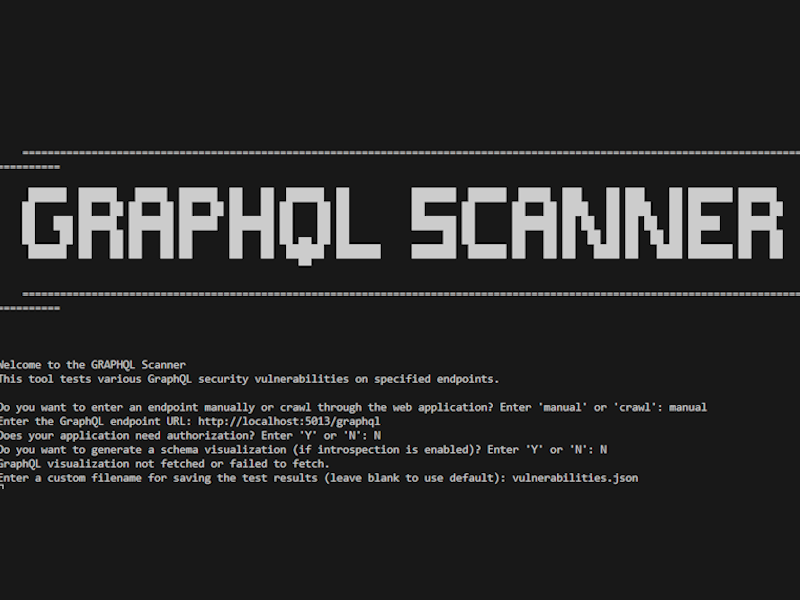 ================================================================================
==========
GRAPHQL SCANNER
================================================================================
==========
Welcome to the GRAPHQL Scanner
This tool tests various GraphQL security vulnerabilities on specified endpoints.
Do you want to enter an endpoint manually or crawl through the web application? Enter 'manual' or 'crawl': manual
Enter the GraphQL endpoint URL: http://localhost:5013/graphql
Does your application need authorization? Enter 'Y' or 'N': N
Do you want to generate a schema visualization (if introspection is enabled)? Enter 'Y' or 'N': N
GraphQL visualization not fetched or failed to fetch.
Enter a custom filename for saving the test results (leave blank to use default): vulnerabilities.json